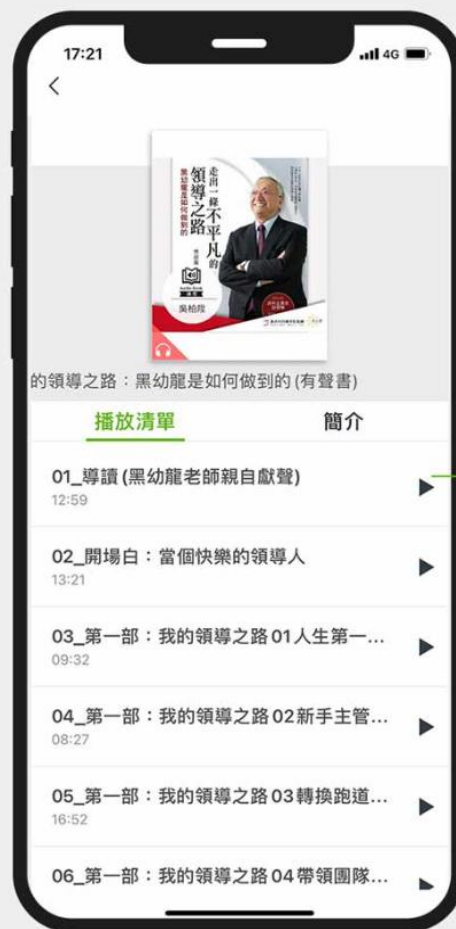 17:21
4G
走出一條不平凡的
領導之路
黑幼龍是如何做到的
Audio Book
吳柏陞
的領導之路：黑幼龍是如何做到的(有聲書)
播放清單
簡介
01_導讀(黑幼龍老師親自獻聲)
12:59
02_開場白：當個快樂的領導人
13:21
03_第一部：我的領導之路01人生第一...
09:32
04_第一部：我的領導之路02新手主管...
08:27
05_第一部：我的領導之路03轉換跑道...
16:52
06_第一部：我的領導之路04帶領團隊...